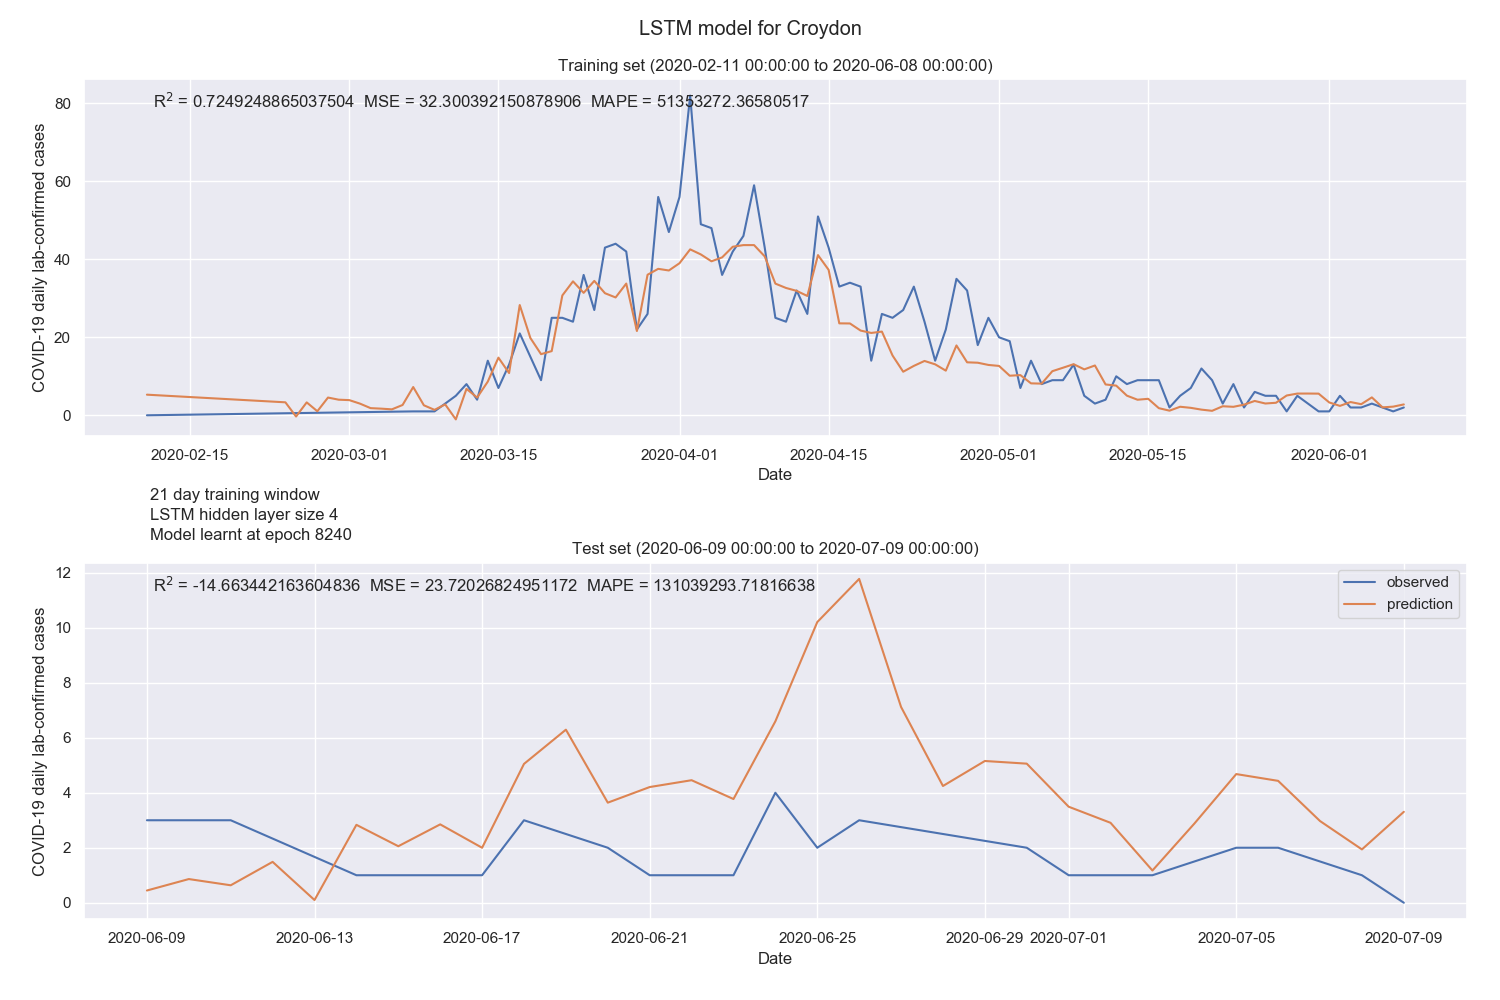 LSTM model for Croydon
Training set (2020-02-11 00:00:00 to 2020-06-08 00:00:00)
R² = 0.7249248865037504 MSE = 32.300392150878906 MAPE = 51353272.36580517
COVID-19 daily lab-confirmed cases
80
60
40
20
0
2020-02-15 2020-03-01 2020-03-15 2020-04-01 2020-04-15 2020-05-01 2020-05-15 2020-06-01
Date
21 day training window
LSTM hidden layer size 4
Model learnt at epoch 8240
Test set (2020-06-09 00:00:00 to 2020-07-09 00:00:00)
R² = -14.663442163604836 MSE = 23.72026824951172 MAPE = 131039293.71816638
observed
prediction
COVID-19 daily lab-confirmed cases
12
10
8
6
4
2
0
2020-06-09 2020-06-13 2020-06-17 2020-06-21 2020-06-25 2020-06-29 2020-07-01 2020-07-05 2020-07-09
Date